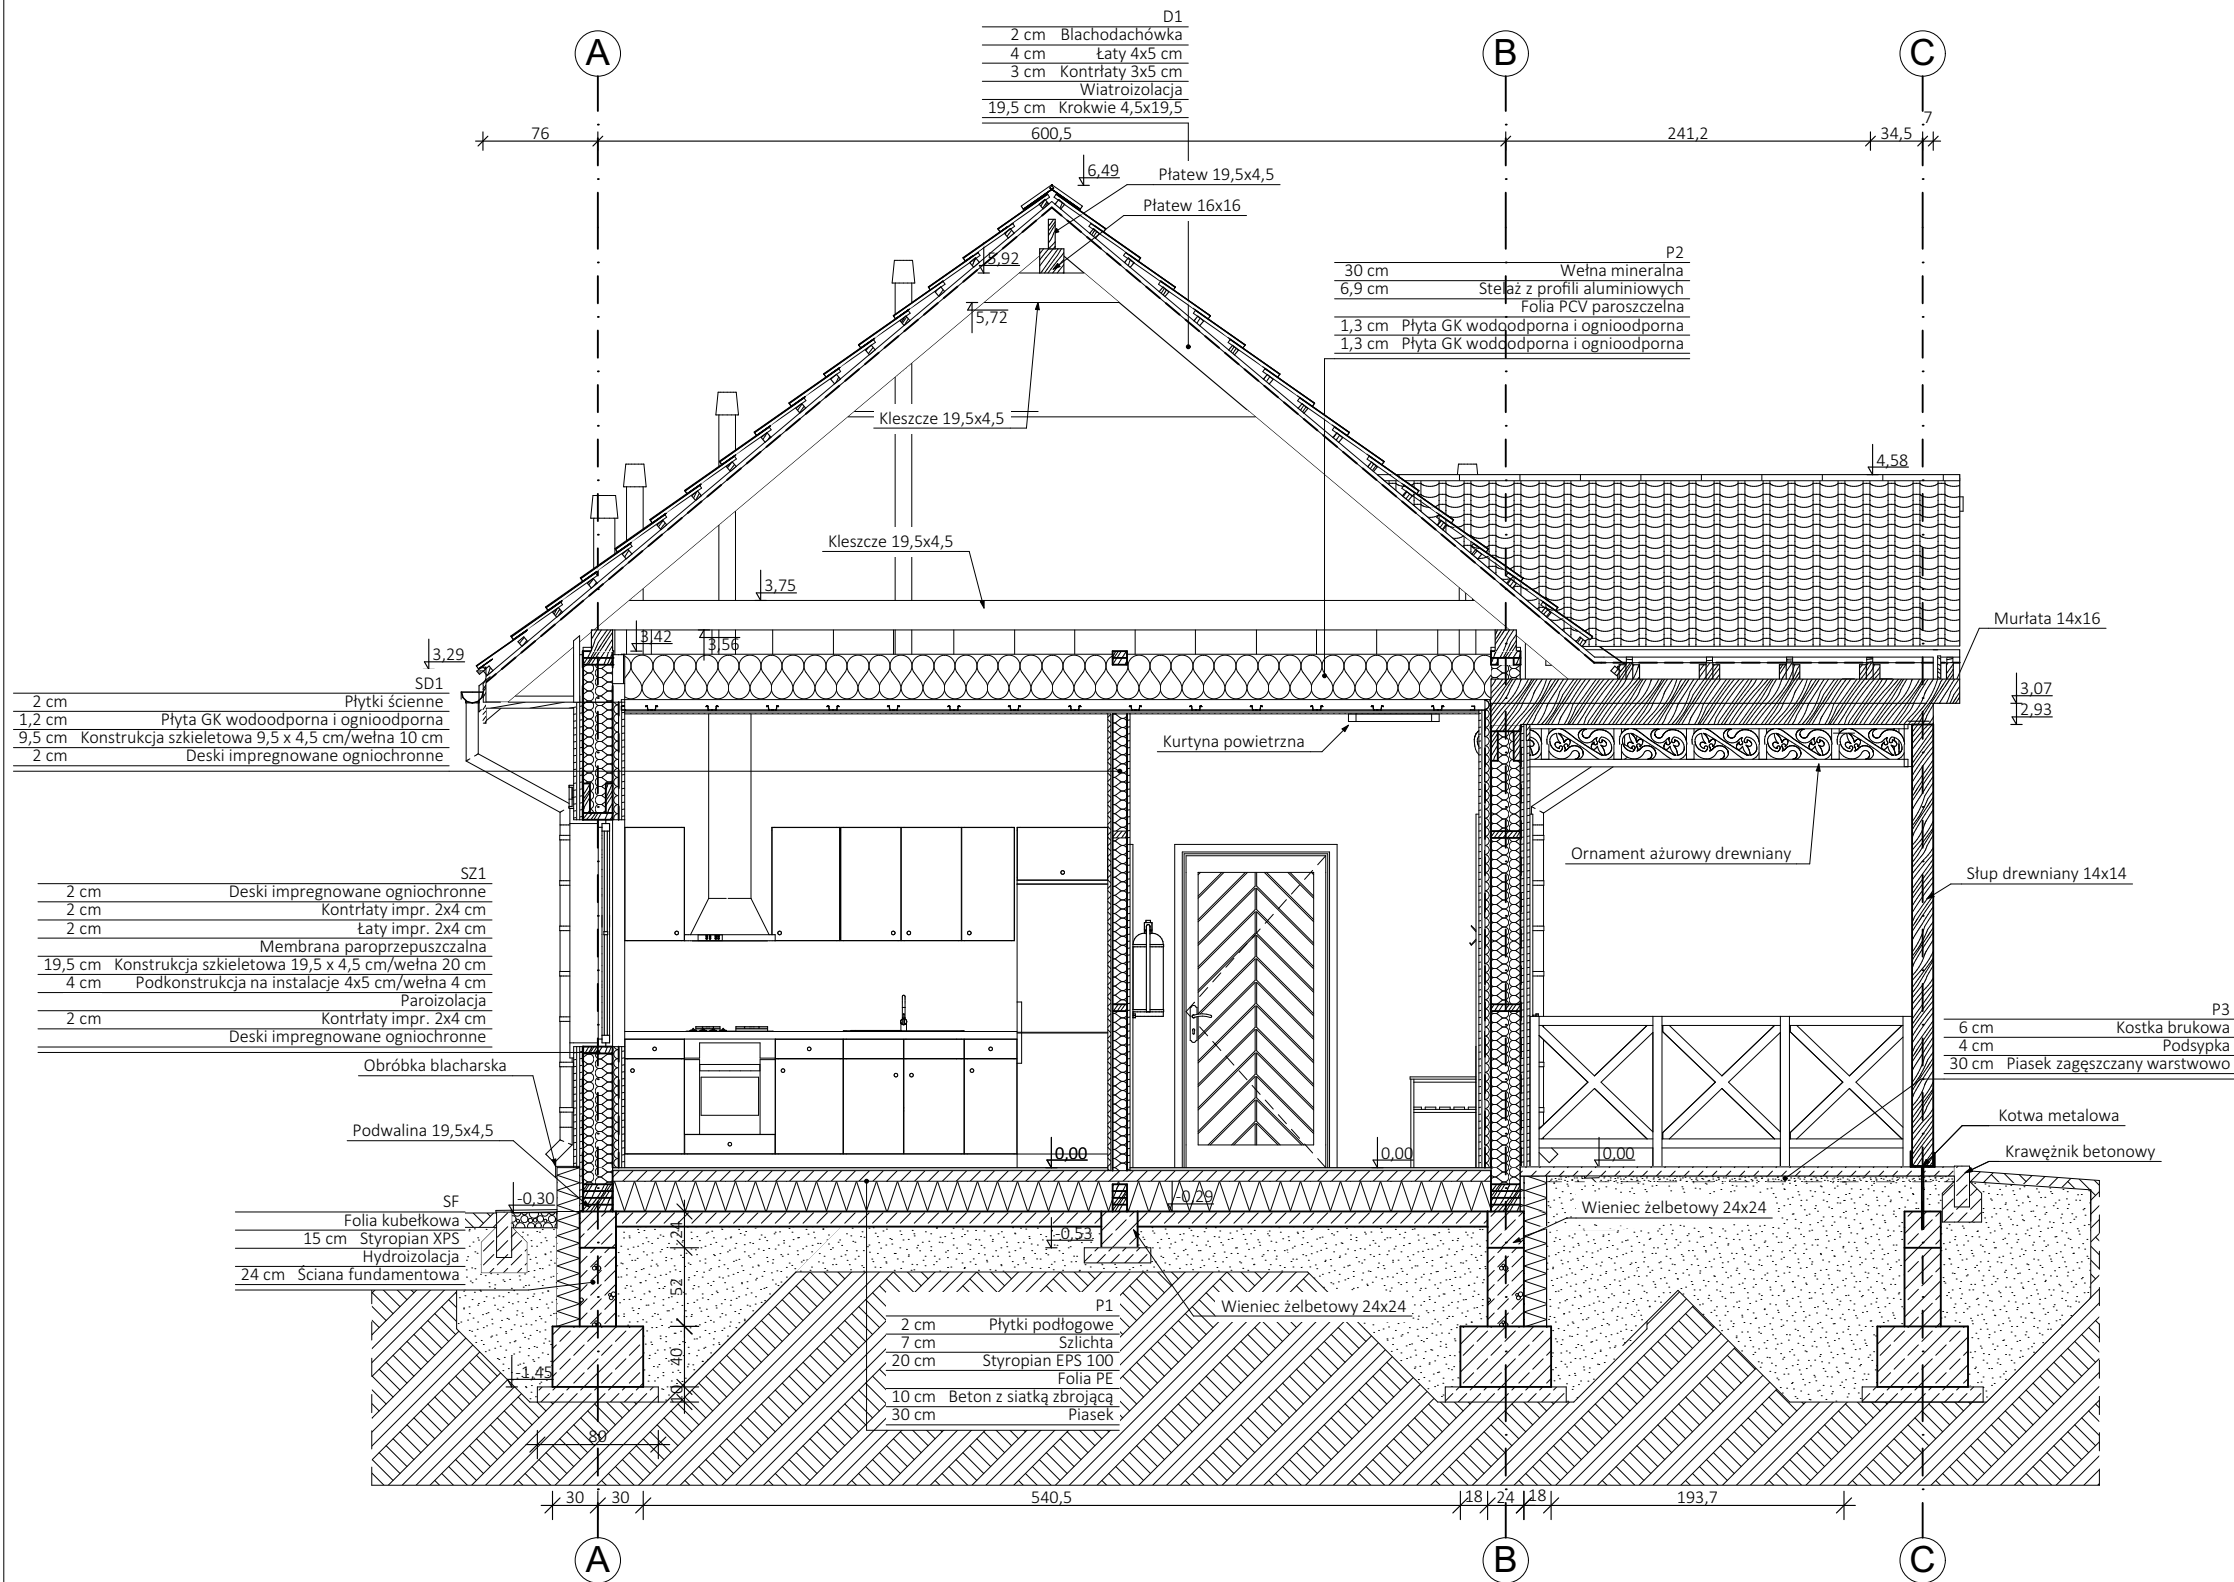 A
B
C
D1
2 cm Blachodachówka
4 cm Łaty 4x5 cm
3 cm Kontrłaty 3x5 cm
Wiatroizolacja
19,5 cm Krokwie 4,5x19,5
76
600,5
241,2
34,5
7
6,49
Płatew 19,5x4,5
Płatew 16x16
5,92
5,72
P2
30 cm Wełna mineralna
6,9 cm Stelaż z profili aluminiowych
Folia PCV paroszczelna
1,3 cm Płyta GK wodoodporna i ognioodporna
1,3 cm Płyta GK wodoodporna i ognioodporna
Kleszcze 19,5x4,5
4,58
Kleszcze 19,5x4,5
3,75
Murłata 14x16
3,42
3,56
3,29
SD1
2 cm Płytki ścienne
1,2 cm Płyta GK wodoodporna i ognioodporna
9,5 cm Konstrukcja szkieletowa 9,5 x 4,5 cm/wełna 10 cm
2 cm Deski impregnowane ogniochronne
3,07
2,93
Kurtyna powietrzna
Ornament ażurowy drewniany
Słup drewniany 14x14
SZ1
2 cm Deski impregnowane ogniochronne
2 cm Kontrłaty impr. 2x4 cm
2 cm Łaty impr. 2x4 cm
Membrana paroprzepuszczalna
19,5 cm Konstrukcja szkieletowa 19,5 x 4,5 cm/wełna 20 cm
4 cm Podkonstrukcja na instalacje 4x5 cm/wełna 4 cm
Paroizolacja
2 cm Kontrłaty impr. 2x4 cm
Deski impregnowane ogniochronne
P3
6 cm Kostka brukowa
4 cm Podsypka
30 cm Piasek zagęszczany warstwowo
Obróbka blacharska
Kotwa metalowa
Podwalina 19,5x4,5
Krawężnik betonowy
0,00
0,00
0,00
-0,30
-0,29
SF
Folia kubełkowa
15 cm Styropian XPS
Hydroizolacja
24 cm Ściana fundamentowa
Wieniec żelbetowy 24x24
24
-0,53
52
P1
2 cm Płytki podłogowe
7 cm Szlichta
20 cm Styropian EPS 100
Folia PE
10 cm Beton z siatką zbrojącą
30 cm Piasek
Wieniec żelbetowy 24x24
40
-1,45
10
80
30
30
540,5
18
24
18
193,7
A
B
C